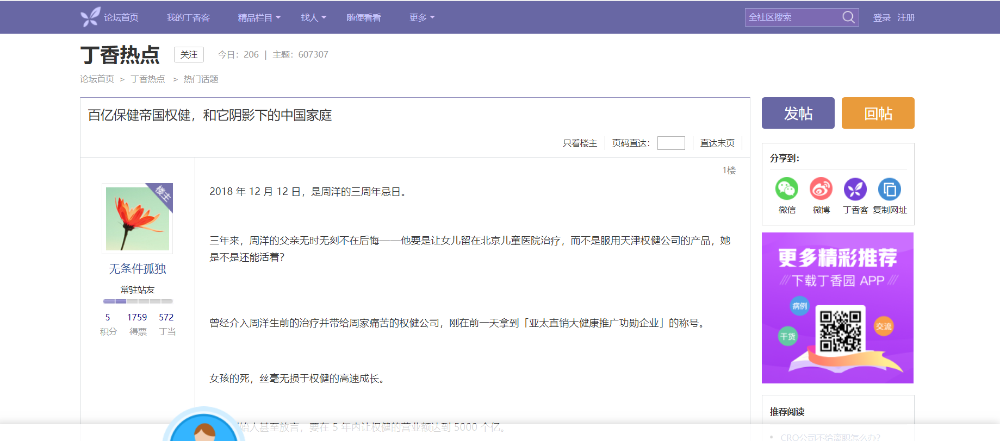 论坛首页 我的丁香客 精品栏目 找人 随便看看 更多 全社区搜索 登录 注册
丁香热点 关注 今日：206 | 主题：607307
论坛首页 > 丁香热点 > 热门话题
百亿保健帝国权健，和它阴影下的中国家庭
只看楼主 页码直达： 直达末页
1楼
楼主
无条件孤独
常驻站友
5 1759 572
积分 得票 丁当
2018 年 12 月 12 日，是周洋的三周年忌日。
三年来，周洋的父亲无时无刻不在后悔——他要是让女儿留在北京儿童医院治疗，而不是服用天津权健公司的产品，她
是不是还能活着？
曾经介入周洋生前的治疗并带给周家痛苦的权健公司，刚在前一天拿到「亚太直销大健康推广功勋企业」的称号。
女孩的死，丝毫无损于权健的高速成长。
始人甚至放言，要在 5 年内让权健的营业额达到 5000 个亿。
发帖 回帖
分享到：
微信 微博 丁香客 复制网址
更多精彩推荐
下载丁香园 APP
病例
交流
干货
推荐阅读
CRO公司不给离职怎么办？